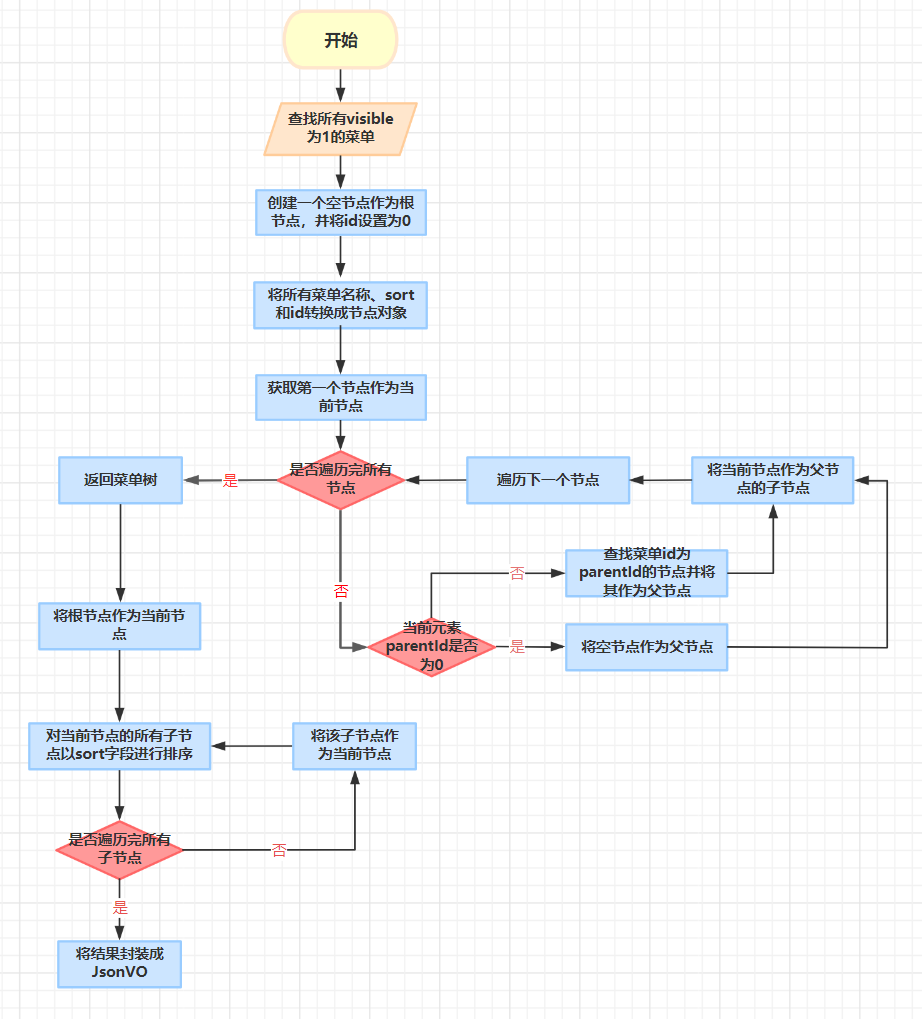 开始
查找所有visible
为1的菜单
创建一个空节点作为根
节点，并将id设置为0
将所有菜单名称、sort
和id转换成节点对象
获取第一个节点作为当
前节点
是否遍历完所有
节点
是
返回菜单树
遍历下一个节点
将当前节点作为父节
点的子节点
否
查找菜单id为
parentId的节点并将
其作为父节点
否
当前元素
parentId是否
为0
是
将空节点作为父节点
将根节点作为当前节
点
对当前节点的所有子节
点以sort字段进行排序
将该子节点作
为当前节点
是否遍历完所有
子节点
否
是
将结果封装成
JsonVO